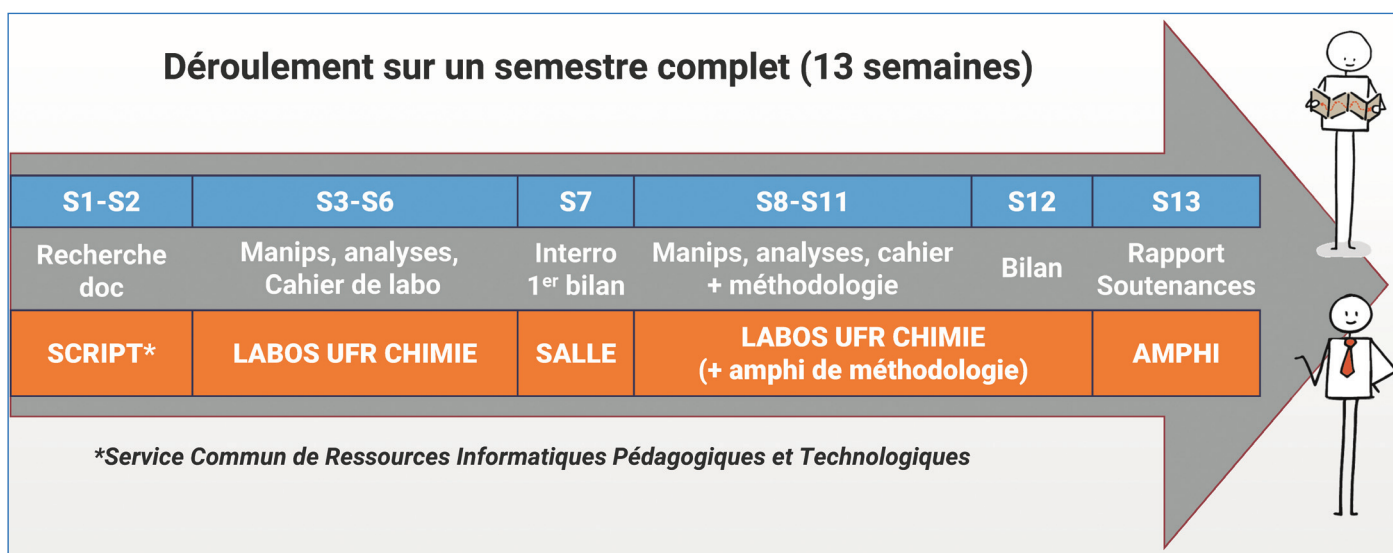 Déroulement sur un semestre complet (13 semaines)
S1-S2
S3-S6
S7
S8-S11
S12
S13
Recherche
doc
Manips, analyses,
Cahier de labo
Interro
1er bilan
Manips, analyses, cahier
+ méthodologie
Bilan
Rapport
Soutenances
SCRIPT*
LABOS UFR CHIMIE
SALLE
LABOS UFR CHIMIE
(+ amphi de méthodologie)
AMPHI
*Service Commun de Ressources Informatiques Pédagogiques et Technologiques